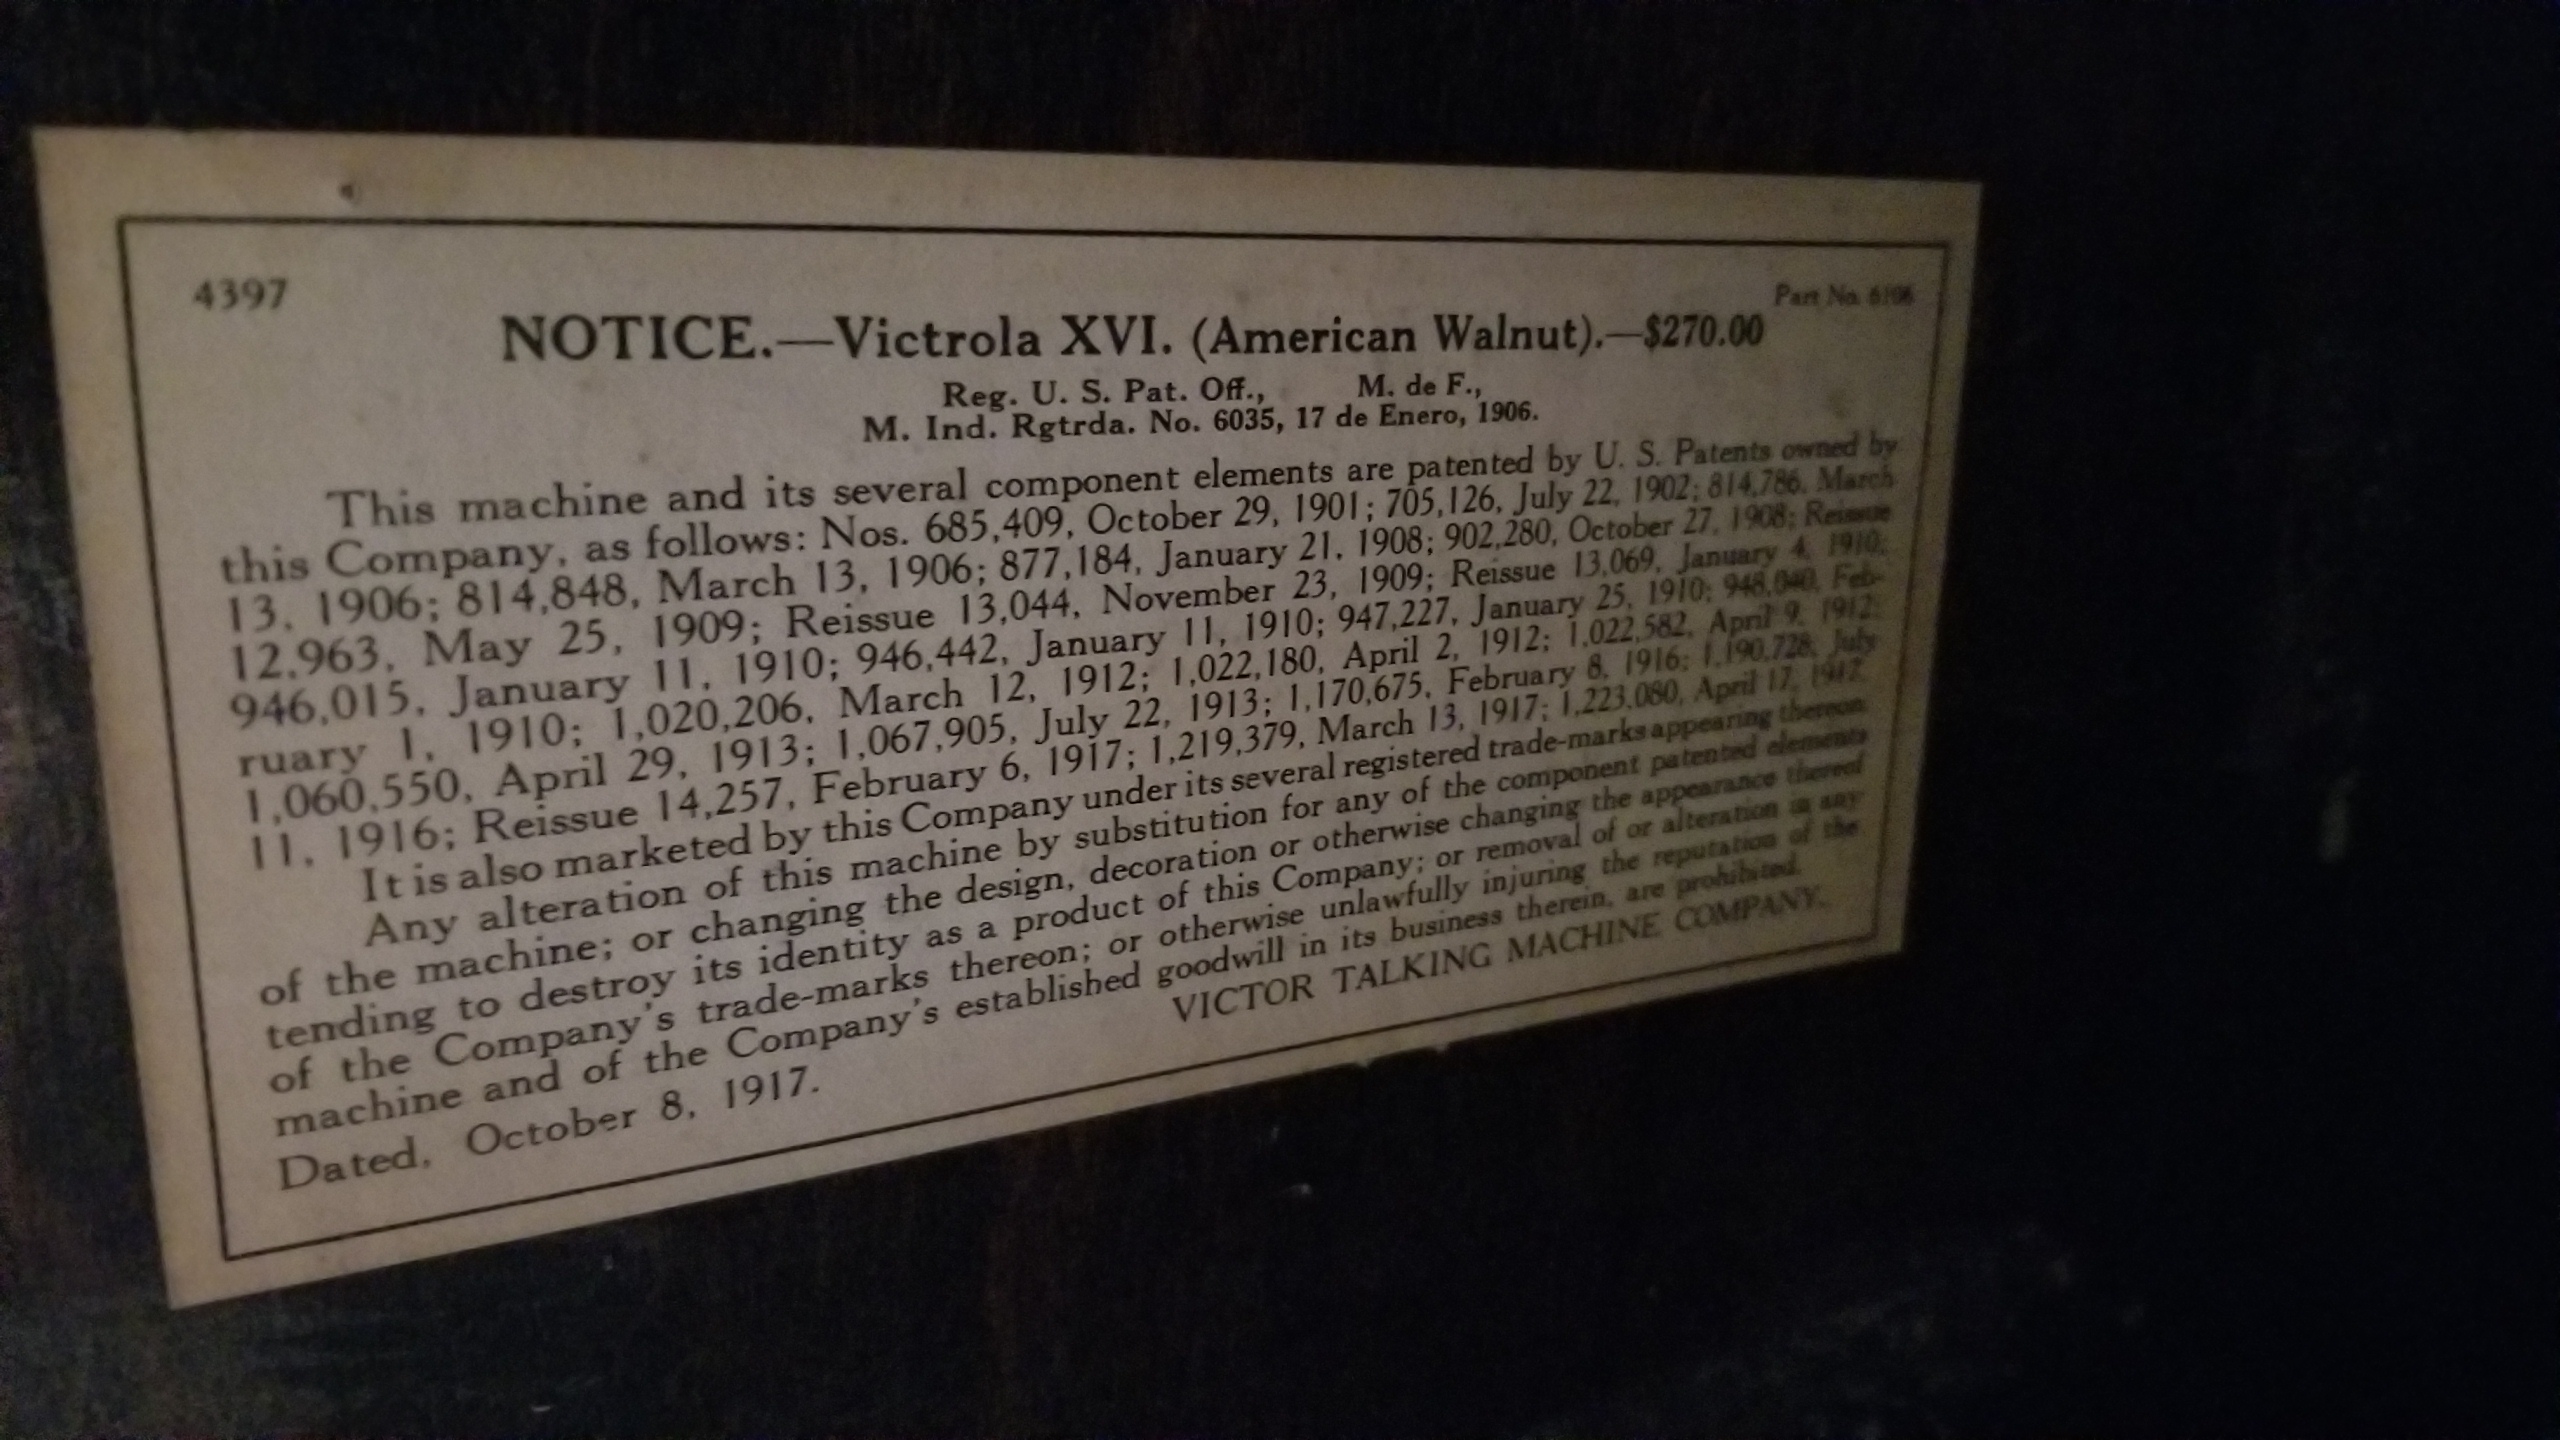 4397
Part No.
NOTICE.—Victrola XVI. (American Walnut).—$270.00
Reg. U. S. Pat. Off., M. de F.,
M. Ind. Rgtrda. No. 6035, 17 de Enero, 1906.
This machine and its several component elements are patented by U. S. Patents owned by
this Company, as follows: Nos. 685,409, October 29, 1901; 705,126, July 22, 1902; 814,786, March
13, 1906; 814,848, March 13, 1906; 877,184, January 21, 1908; 902,280, October 27, 1908; Reissue
12,963, May 25, 1909; Reissue 13,044, November 23, 1909; Reissue 13,069, January 4, 1910;
946,015, January 11, 1910; 946,442, January 11, 1910; 947,227, January 25, 1910; 948,040, Feb-
ruary 1, 1910; 1,020,206, March 12, 1912; 1,022,180, April 2, 1912; 1,022,582, April 9, 1912;
1,060,550, April 29, 1913; 1,067,905, July 22, 1913; 1,170,675, February 8, 1916; 1,190,728, July
11, 1916; Reissue 14,257, February 6, 1917; 1,219,379, March 13, 1917; 1,223,080, April 17, 1917.
It is also marketed by this Company under its several registered trade-marks appearing thereon.
Any alteration of this machine by substitution for any of the component patented elements
of the machine; or changing the design, decoration or otherwise changing the appearance thereof
tending to destroy its identity as a product of this Company; or removal of or alteration in any
of the Company's trade-marks thereon; or otherwise unlawfully injuring the reputation of the
machine and of the Company's established goodwill in its business therein, are prohibited.
VICTOR TALKING MACHINE COMPANY.
Dated, October 8, 1917.